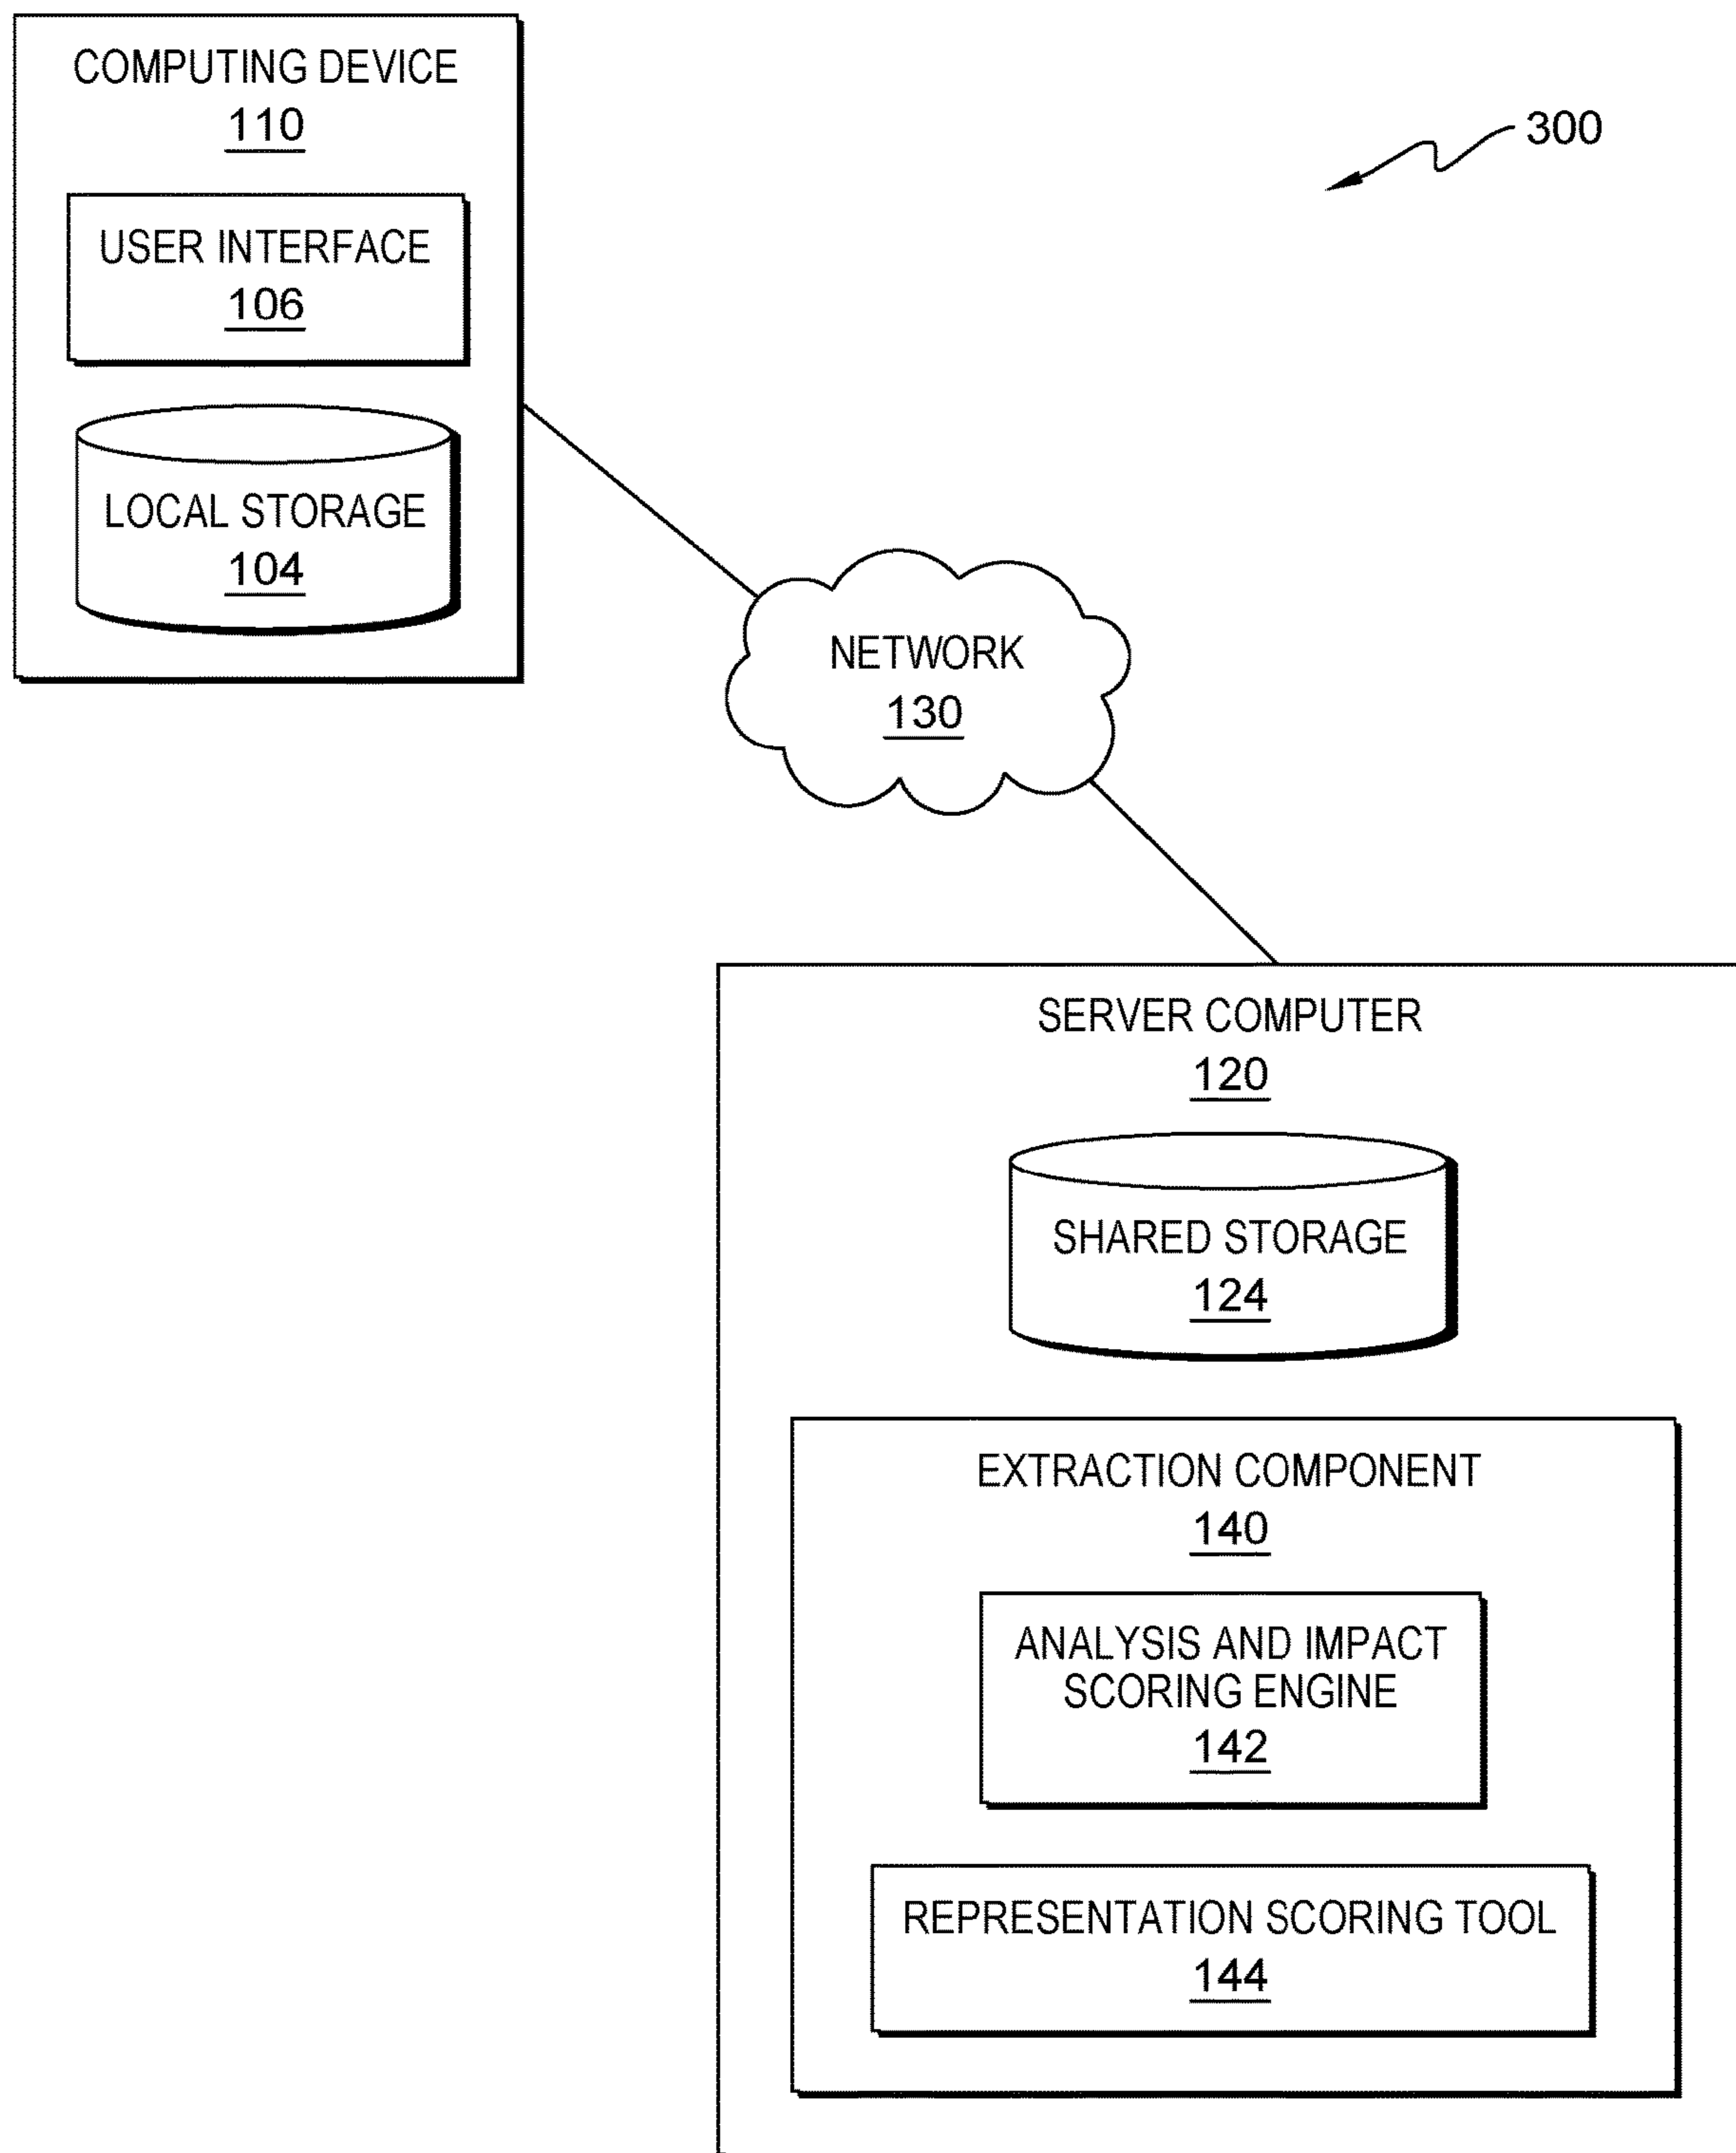 COMPUTING DEVICE
110
300
USER INTERFACE
106
LOCAL STORAGE
104
NETWORK
130
SERVER COMPUTER
120
SHARED STORAGE
124
EXTRACTION COMPONENT
140
ANALYSIS AND IMPACT
SCORING ENGINE
142
REPRESENTATION SCORING TOOL
144